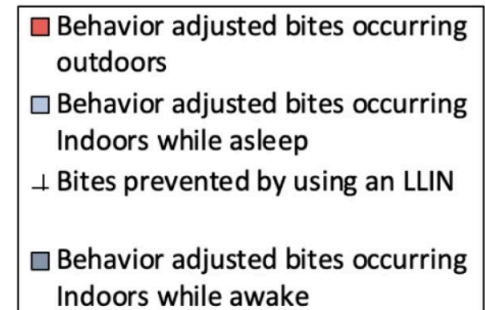 Behavior adjusted bites occurring
outdoors
Behavior adjusted bites occurring
Indoors while asleep
Bites prevented by using an LLIN
Behavior adjusted bites occurring
Indoors while awake